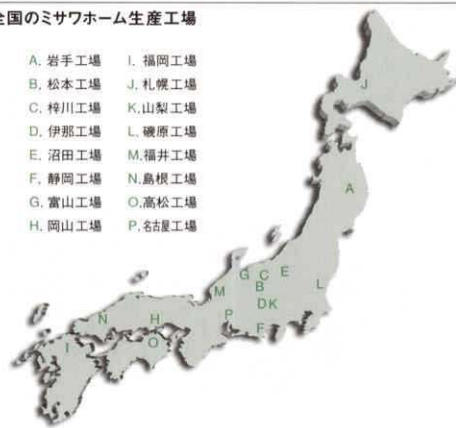 全国のミサワホーム生産工場
A. 岩手工場
B. 松本工場
C. 梓川工場
D. 伊那工場
E. 沼田工場
F. 静岡工場
G. 富山工場
H. 岡山工場
I. 福岡工場
J. 札幌工場
K. 山梨工場
L. 磯原工場
M. 福井工場
N. 島根工場
O. 高松工場
P. 名古屋工場
J
A
G C E
B
M
L
D K
P
N H
F
O
I